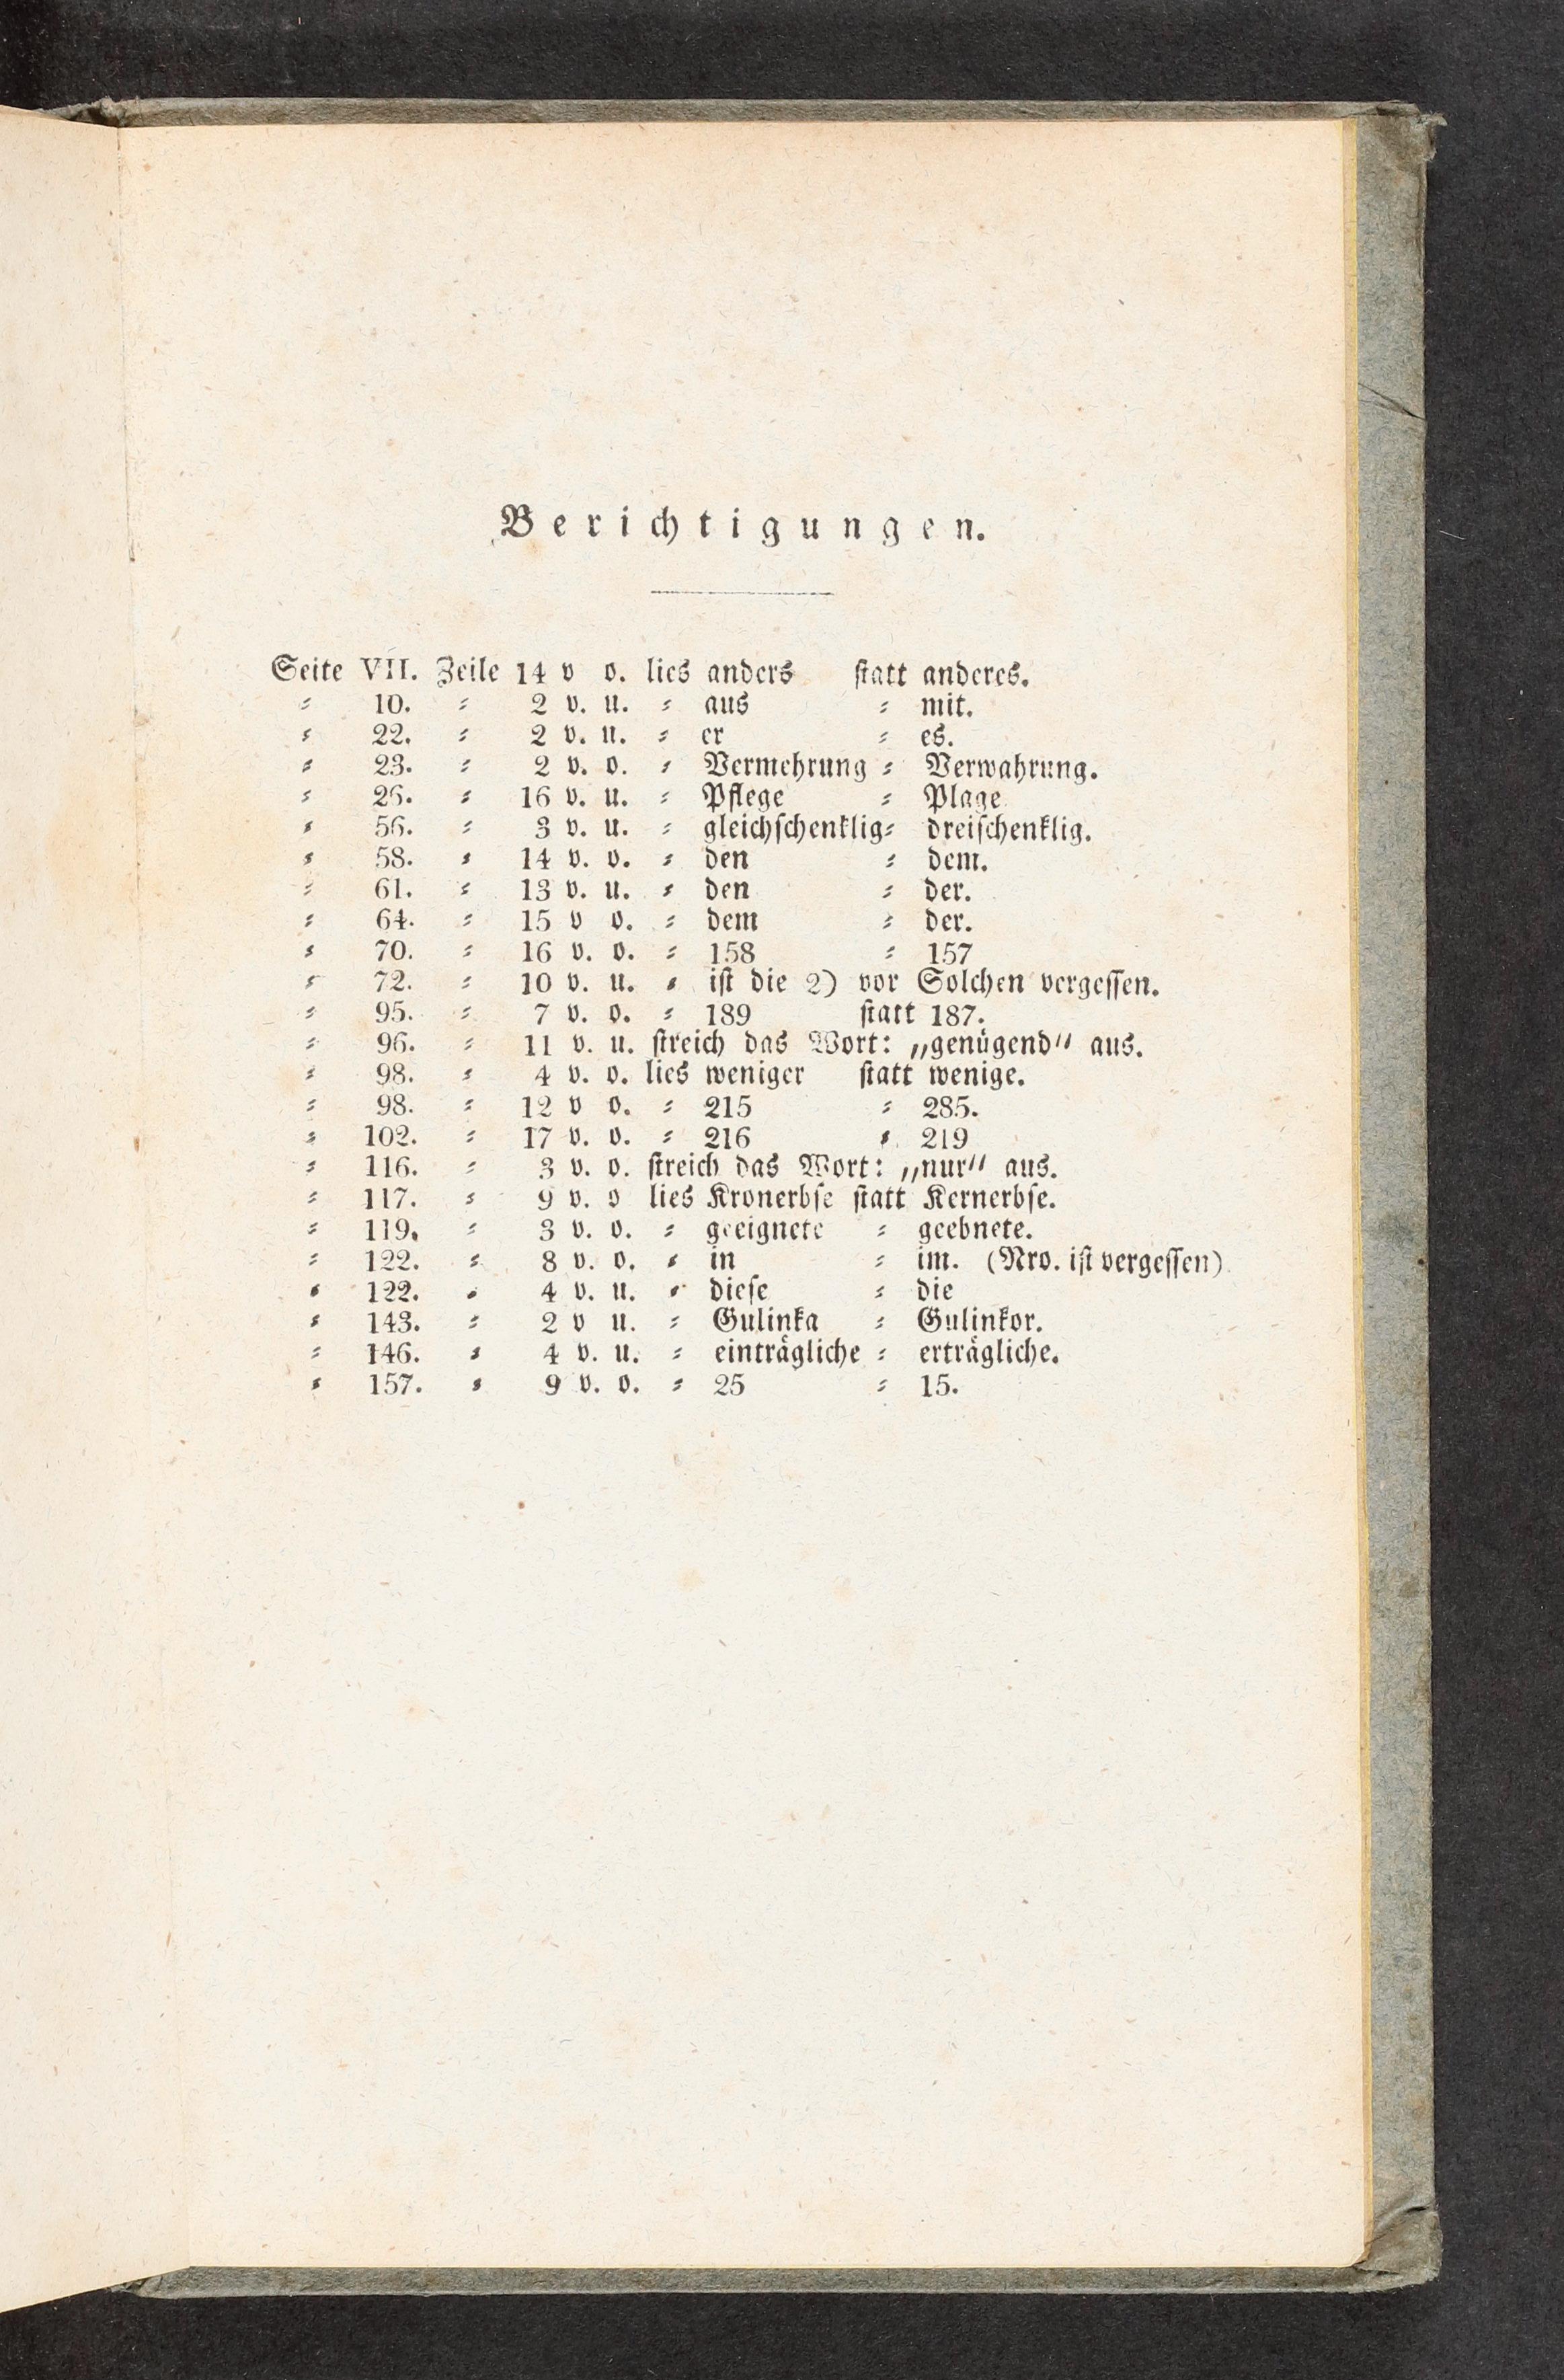 Berichtigungen.
Seite VII. Zeile 14 v o. lies anders statt anderes.
⸗ 10. ⸗ 2 v. u. ⸗ aus ⸗ mit.
⸗ 22. ⸗ 2 v. u. ⸗ er ⸗ es.
⸗ 23. ⸗ 2 v. o. ⸗ Vermehrung ⸗ Verwahrung.
⸗ 26. ⸗ 16 v. u. ⸗ Pflege ⸗ Plage
⸗ 56. ⸗ 3 v. u. ⸗ gleichſchenklig⸗ dreiſchenklig.
⸗ 58. ⸗ 14 v. o. ⸗ den ⸗ dem.
⸗ 61. ⸗ 13 v. u. ⸗ den ⸗ der.
⸗ 64. ⸗ 15 v o. ⸗ dem ⸗ der.
⸗ 70. ⸗ 16 v. o. ⸗ 158 ⸗ 157
⸗ 72. ⸗ 10 v. u. ⸗ iſt die 2) vor Solchen vergeſſen.
⸗ 95. ⸗ 7 v. o. ⸗ 189 ſtatt 187.
⸗ 96. ⸗ 11 v. u. ſtreich das Wort: „genügend“ aus.
⸗ 98. ⸗ 4 v. o. lies weniger ſtatt wenige.
⸗ 98. ⸗ 12 v o. ⸗ 215 ⸗ 285.
⸗ 102. ⸗ 17 v. o. ⸗ 216 ⸗ 219
⸗ 116. ⸗ 3 v. o. ſtreich das Wort: „nur“ aus.
⸗ 117. ⸗ 9 v. o lies Kronerbſe ſtatt Kernerbſe.
⸗ 119. ⸗ 3 v. o. ⸗ geeignete ⸗ geebnete.
⸗ 122. ⸗ 8 v. o. ⸗ in ⸗ im. (Nro. iſt vergeſſen)
⸗ 122. ⸗ 4 v. u. ⸗ dieſe ⸗ die
⸗ 143. ⸗ 2 v u. ⸗ Gulinka ⸗ Gulinkor.
⸗ 146. ⸗ 4 v. u. ⸗ einträgliche ⸗ erträgliche.
⸗ 157. ⸗ 9 v. o. ⸗ 25 ⸗ 15.